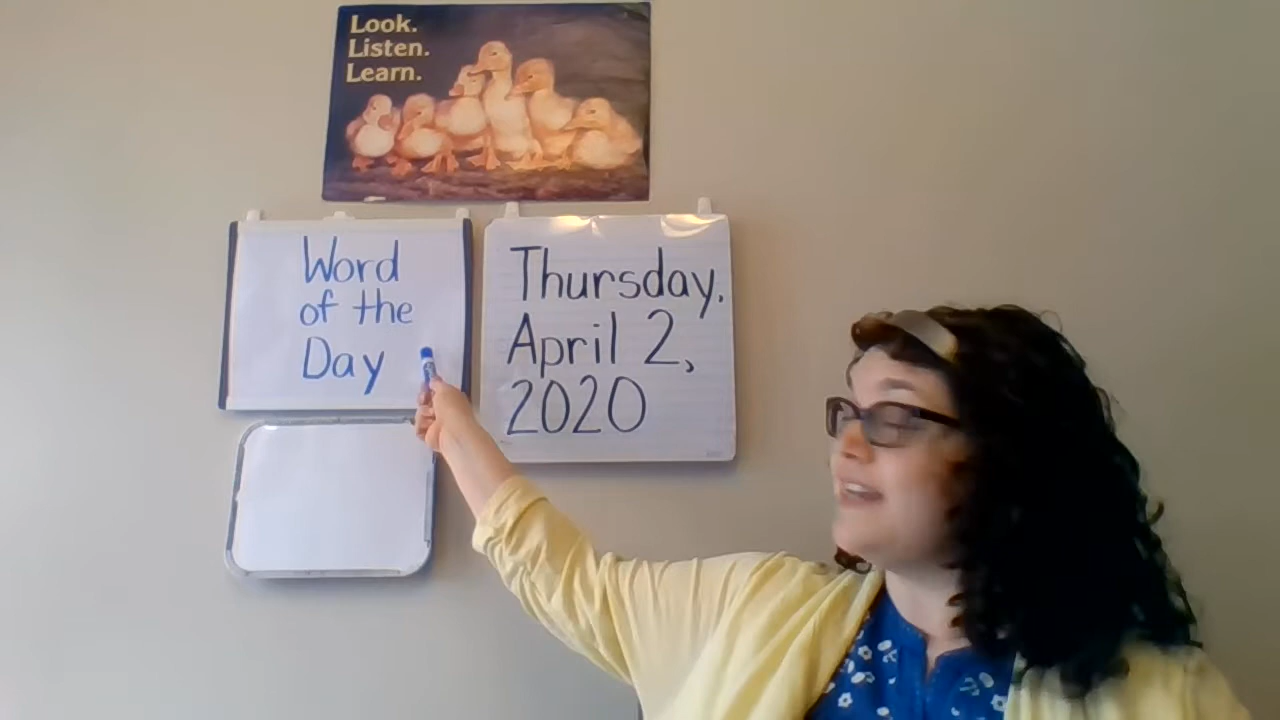 Look.
Listen.
Learn.
Word
of the
Day
Thursday,
April 2,
2020